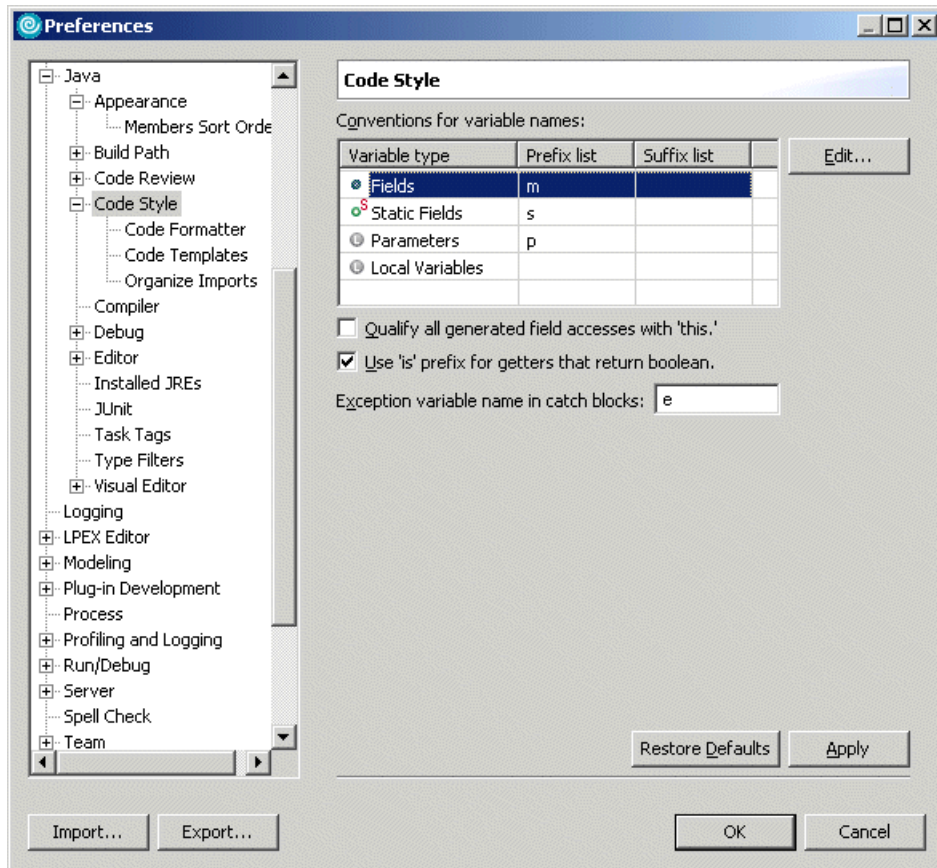 Preferences
Java
Appearance
Members Sort Orde
Build Path
Code Review
Code Style
Code Formatter
Code Templates
Organize Imports
Compiler
Debug
Editor
Installed JREs
JUnit
Task Tags
Type Filters
Visual Editor
Logging
LPEX Editor
Modeling
Plug-in Development
Process
Profiling and Logging
Run/Debug
Server
Spell Check
Team
Code Style
Conventions for variable names:
Variable type Prefix list Suffix list
Fields m
S Static Fields s
L Parameters p
L Local Variables
Edit...
Qualify all generated field accesses with 'this.'
Use 'is' prefix for getters that return boolean.
Exception variable name in catch blocks: e
Restore Defaults Apply
Import... Export... OK Cancel